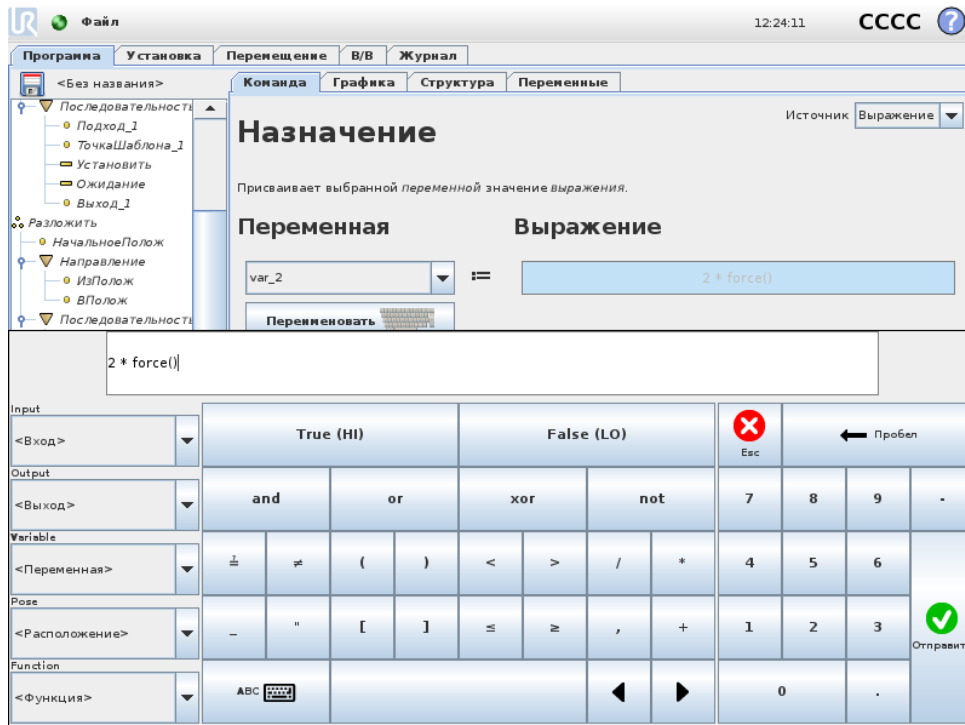 UR Файл 12:24:11 CCCC ?
Программа Установка Перемещение В/В Журнал
<Без названия>
Команда Графика Структура Переменные
Последовательность
Подход_1
ТочкаШаблона_1
Установить
Ожидание
Выход_1
Разложить
НачальноеПолож
Направление
ИзПолож
ВПолож
Последовательность
Источник Выражение
Назначение
Присваивает выбранной переменной значение выражения.
Переменная Выражение
var_2 := 2 * force()
Переименовать
2 * force()
Input
<Вход> True (HI) False (LO) Esc Пробел
Output
<Выход> and or xor not 7 8 9 -
Variable
<Переменная> ≟ ≠ ( ) < > / * 4 5 6
Pose
<Расположение> _ " [ ] ≤ ≥ , + 1 2 3 Отправит
Function
<Функция> ABC 0 .